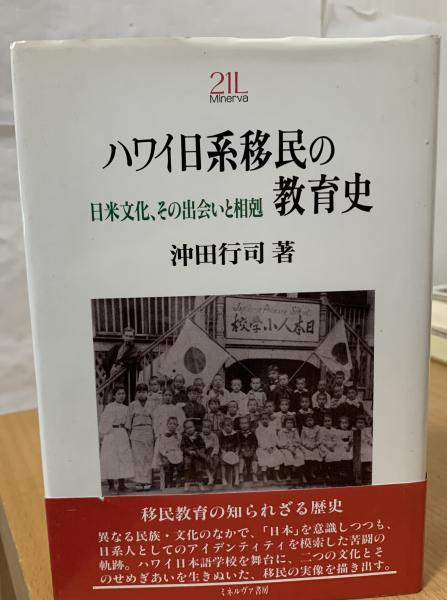 21L
Minerva
ハワイ日系移民の
教育史
日米文化、その出会いと相剋
沖田行司 著
Japanese Primary School
日本人小学校
移民教育の知られざる歴史
異なる民族・文化のなかで、「日本」を意識しつつも、
日系人としてのアイデンティティを模索した苦闘の
軌跡。ハワイ日本語学校を舞台に、二つの文化とそ
のせめぎあいを生きぬいた、移民の実像を描き出す。
ミネルヴァ書房